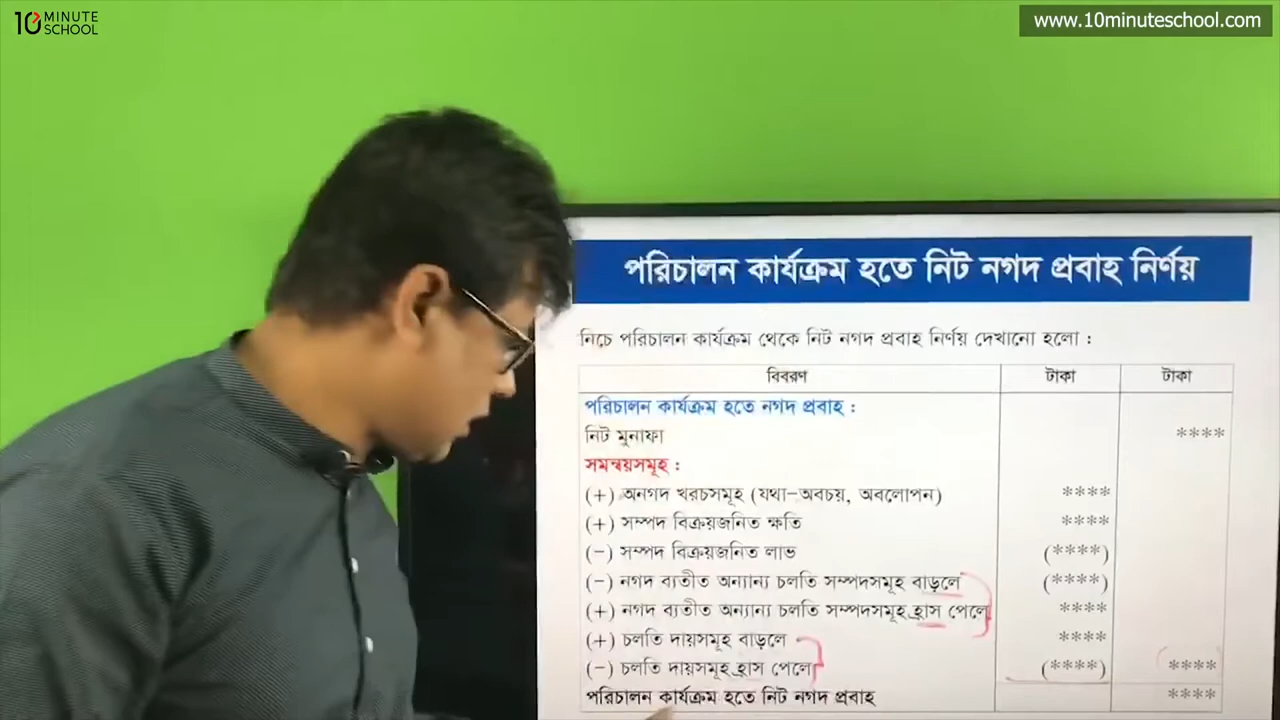 10 MINUTE SCHOOL
www.10minuteschool.com
পরিচালন কার্যক্রম হতে নিট নগদ প্রবাহ নির্ণয়
নিচে পরিচালন কার্যক্রম থেকে নিট নগদ প্রবাহ নির্ণয় দেখানো হলো :
বিবরণ টাকা টাকা
পরিচালন কার্যক্রম হতে নগদ প্রবাহ :
নিট মুনাফা ****
সমন্বয়সমূহ :
(+) অনগদ খরচসমূহ (যথা-অবচয়, অবলোপন) ****
(+) সম্পদ বিক্রয়জনিত ক্ষতি ****
(-) সম্পদ বিক্রয়জনিত লাভ (****)
(-) নগদ ব্যতীত অন্যান্য চলতি সম্পদসমূহ বাড়লে (****)
(+) নগদ ব্যতীত অন্যান্য চলতি সম্পদসমূহ হ্রাস পেলে ****
(+) চলতি দায়সমূহ বাড়লে ****
(-) চলতি দায়সমূহ হ্রাস পেলে (****) ****
পরিচালন কার্যক্রম হতে নিট নগদ প্রবাহ ****